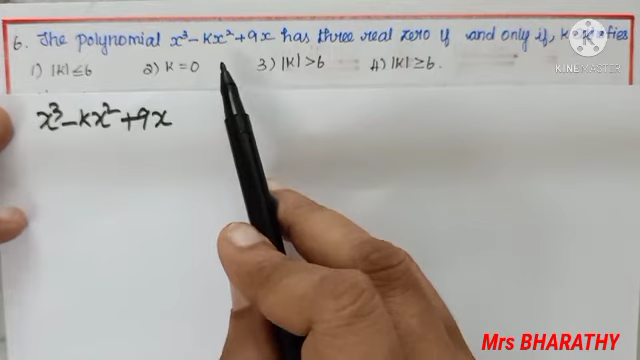 6. The polynomial x³ - kx² + 9x has three real zero if and only if, k
1) |k| ≤ 6 2) k = 0 3) |k| > 6 4) |k| ≥ 6.
x³ - kx² + 9x
KINEMASTER
Mrs BHARATHY